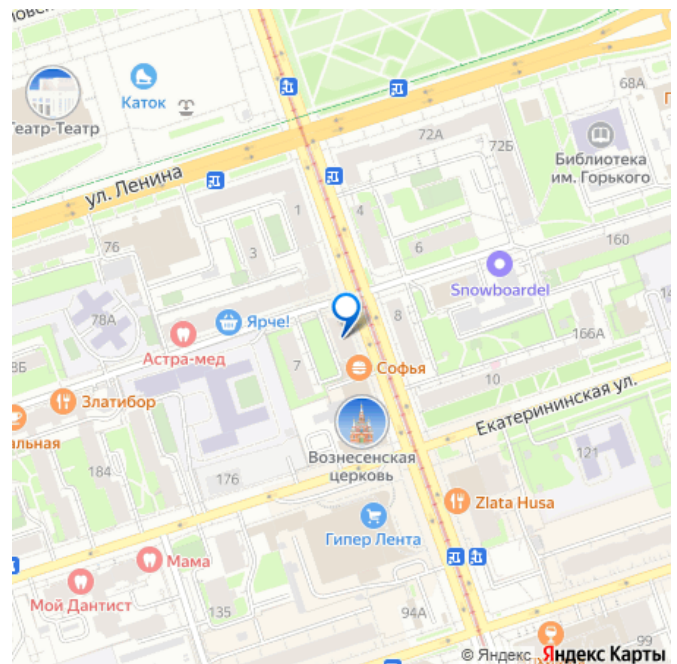 68А
Каток
72А
72Б
Театр-Театр
Библиотека
им. Горького
ул. Ленина
1
4
76
3
6
160
Snowboardel
78А
Ярче!
8
Астра-мед
166А
7
Софья
10
Златибор
Екатерининская ул.
альная
184
176
Вознесенская
церковь
121
Zlata Husa
Гипер Лента
Мама
Мой Дантист
135
94А
99
© Яндекс Яндекс Карты